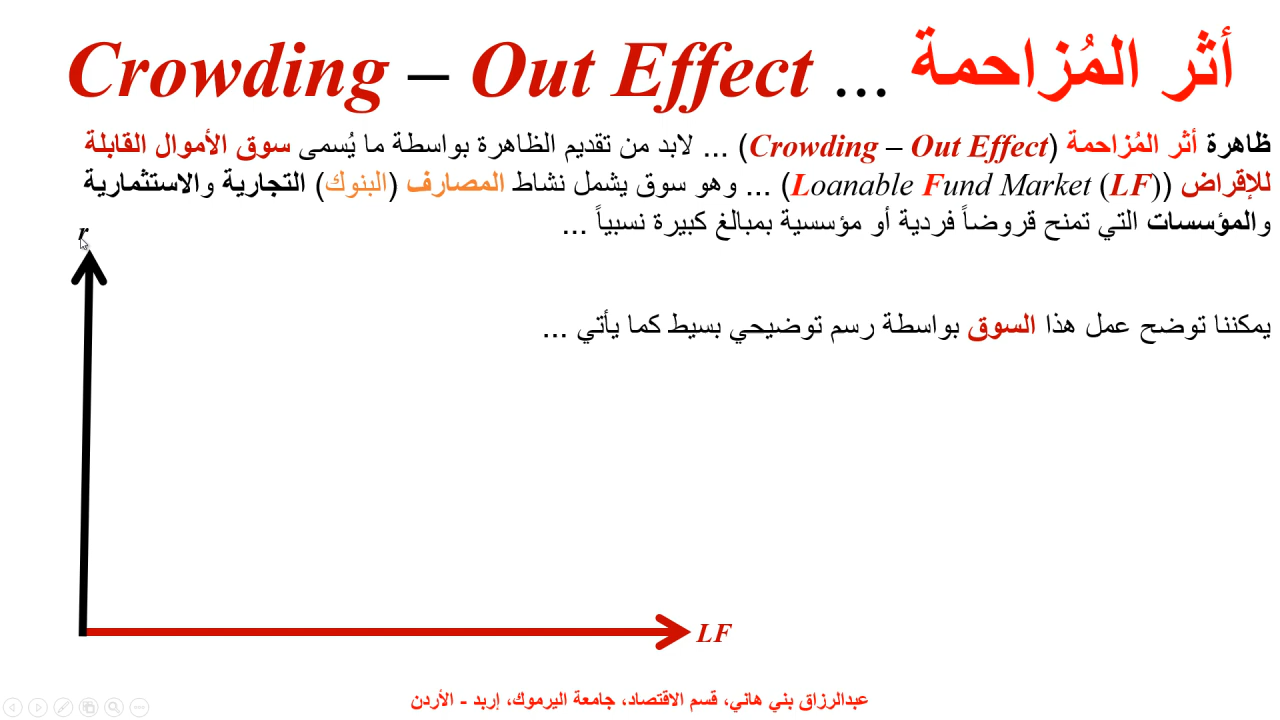 أثر المُزاحمة ... Crowding – Out Effect
ظاهرة أثر المُزاحمة (Crowding – Out Effect) ... لابد من تقديم الظاهرة بواسطة ما يُسمى سوق الأموال القابلة
للإقراض ((LF) Loanable Fund Market) ... وهو سوق يشمل نشاط المصارف (البنوك) التجارية والاستثمارية
والمؤسسات التي تمنح قروضاً فردية أو مؤسسية بمبالغ كبيرة نسبياً ...
r
يمكننا توضح عمل هذا السوق بواسطة رسم توضيحي بسيط كما يأتي ...
LF
عبدالرزاق بني هاني، قسم الاقتصاد، جامعة اليرموك، إربد - الأردن